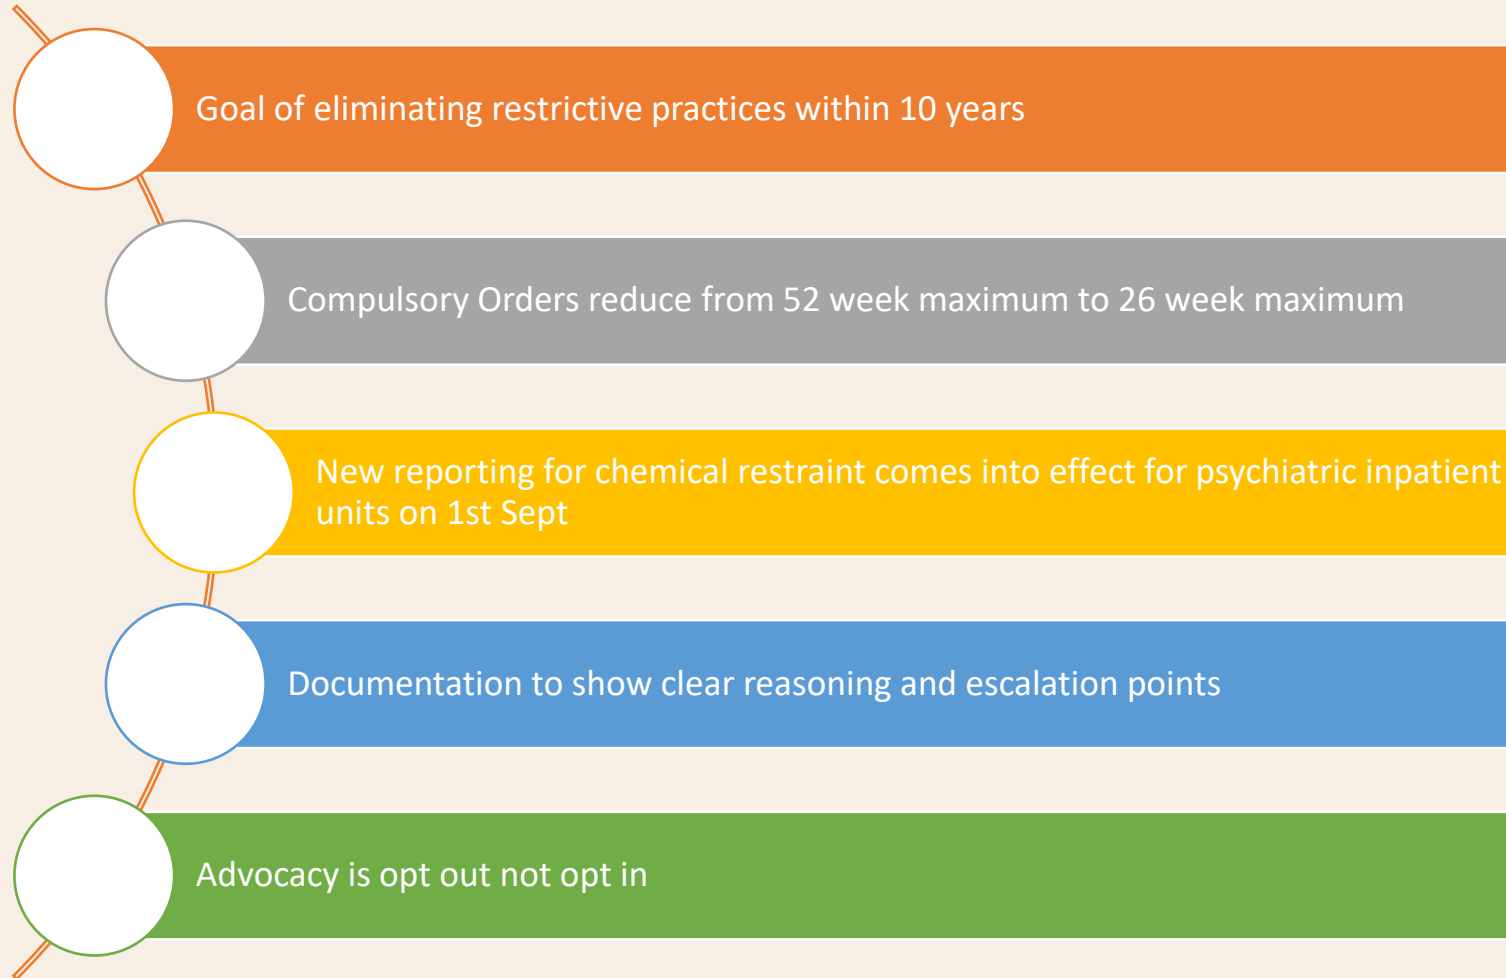 Goal of eliminating restrictive practices within 10 years
Compulsory Orders reduce from 52 week maximum to 26 week maximum
New reporting for chemical restraint comes into effect for psychiatric inpatient
units on 1st Sept
Documentation to show clear reasoning and escalation points
Advocacy is opt out not opt in